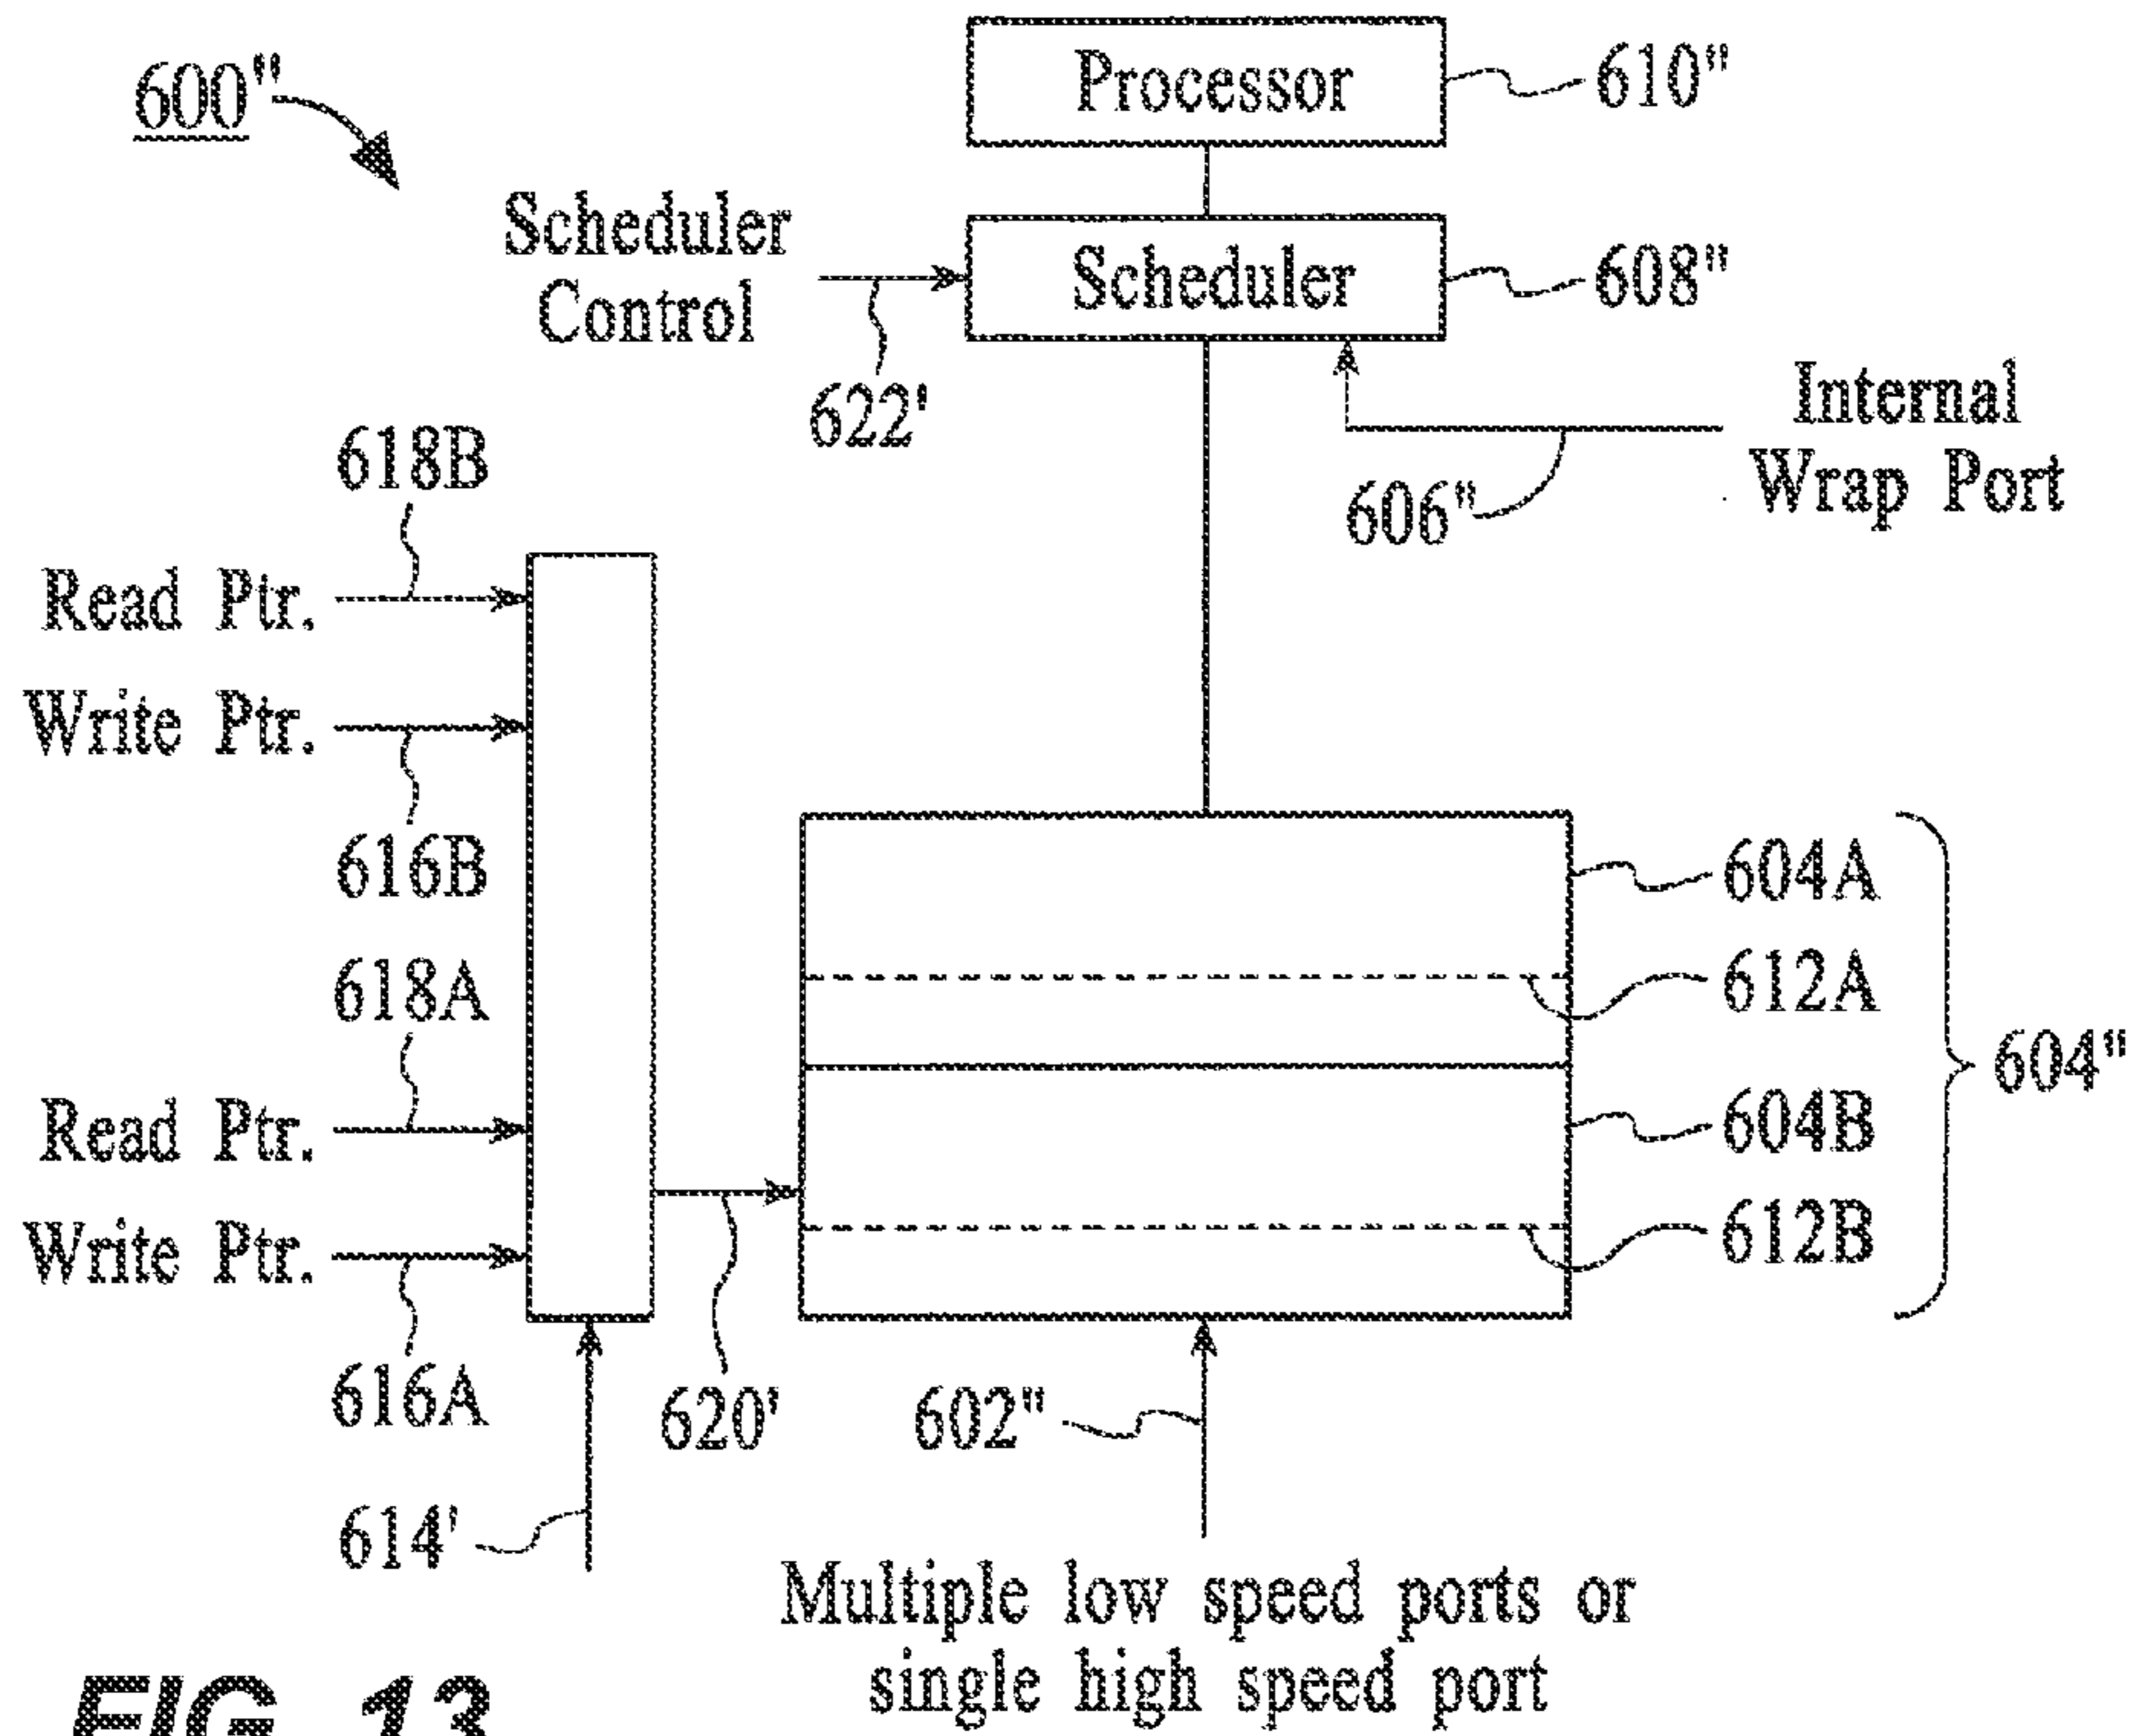 600"
Processor
610"
Scheduler
Control
Scheduler
608"
622'
Internal
Wrap Port
606"
618B
Read Ptr.
Write Ptr.
616B
604A
618A
612A
604"
Read Ptr.
604B
Write Ptr.
612B
616A
620'
602"
614'
Multiple low speed ports or
single high speed port
FIG. 13